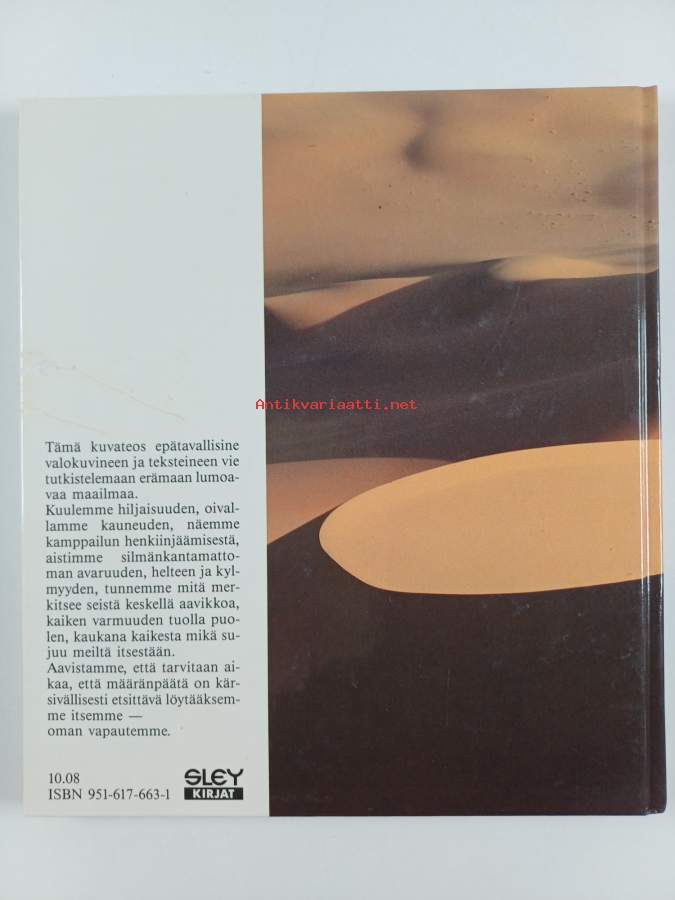 Antikvariaatti.net
Tämä kuvateos epätavallisine
valokuvineen ja teksteineen vie
tutkistelemaan erämaan lumoa-
vaa maailmaa.
Kuulemme hiljaisuuden, oival-
lamme kauneuden, näemme
kamppailun henkiinjäämisestä,
aistimme silmänkantamatto-
man avaruuden, helteen ja kyl-
myyden, tunnemme mitä mer-
kitsee seistä keskellä aavikkoa,
kaiken varmuuden tuolla puo-
len, kaukana kaikesta mikä su-
juu meiltä itsestään.
Aavistamme, että tarvitaan ai-
kaa, että määränpäätä on kär-
sivällisesti etsittävä löytääksem-
me itsemme —
oman vapautemme.
10.08
ISBN 951-617-663-1
SLEY
KIRJAT